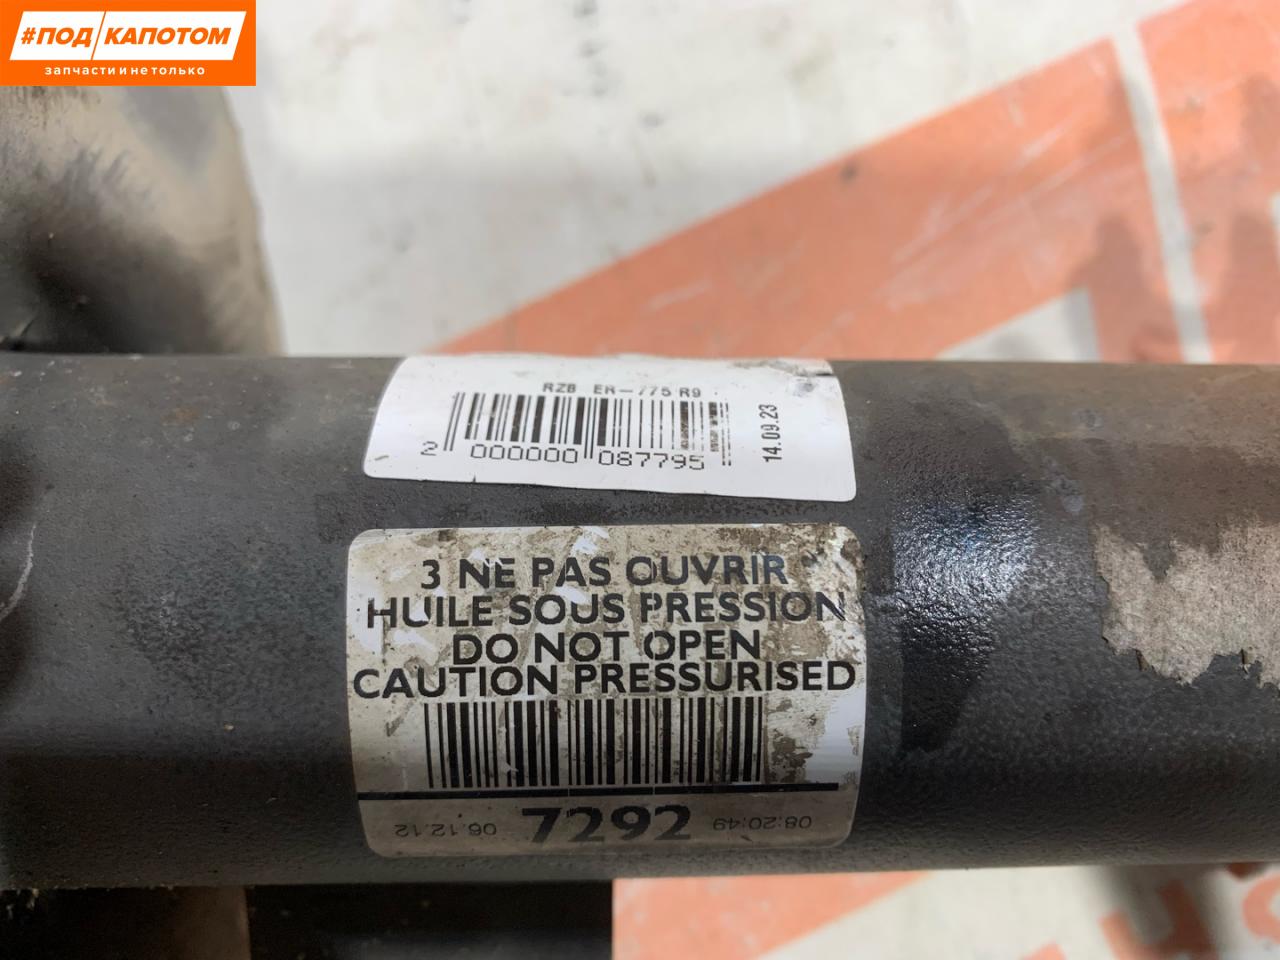 #ПОД КАПОТОМ
запчасти и не только
RZB ER-775 R9
2 000000 087795
14.09.23
3 NE PAS OUVRIR
HUILE SOUS PRESSION
DO NOT OPEN
CAUTION PRESSURISED
06.12.12 7292 08:20:49